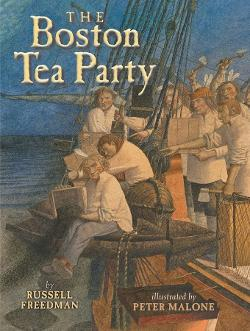 THE
Boston
Tea Party
by
RUSSELL
FREEDMAN
illustrated by
PETER MALONE